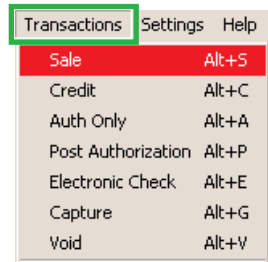 Transactions Settings Help
Sale Alt+S
Credit Alt+C
Auth Only Alt+A
Post Authorization Alt+P
Electronic Check Alt+E
Capture Alt+G
Void Alt+V